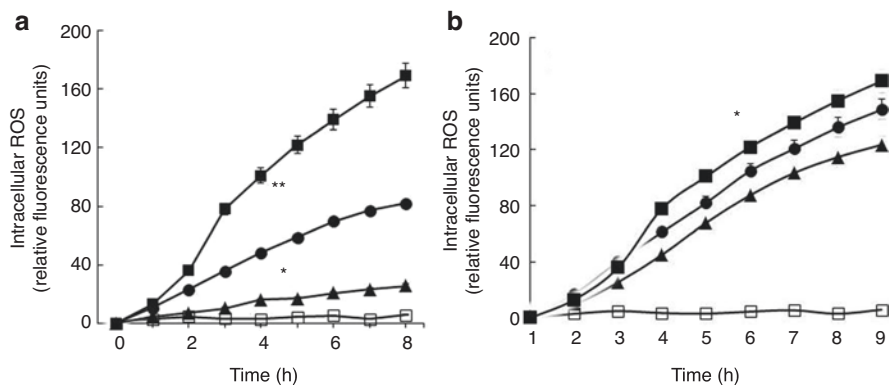 a
Intracellular ROS
(relative fluorescence units)
200
160
120
80
40
0
**
*
0 2 4 6 8
Time (h)
b
Intracellular ROS
(relative fluorescence units)
200
160
120
80
40
0
*
1 2 3 4 5 6 7 8 9
Time (h)